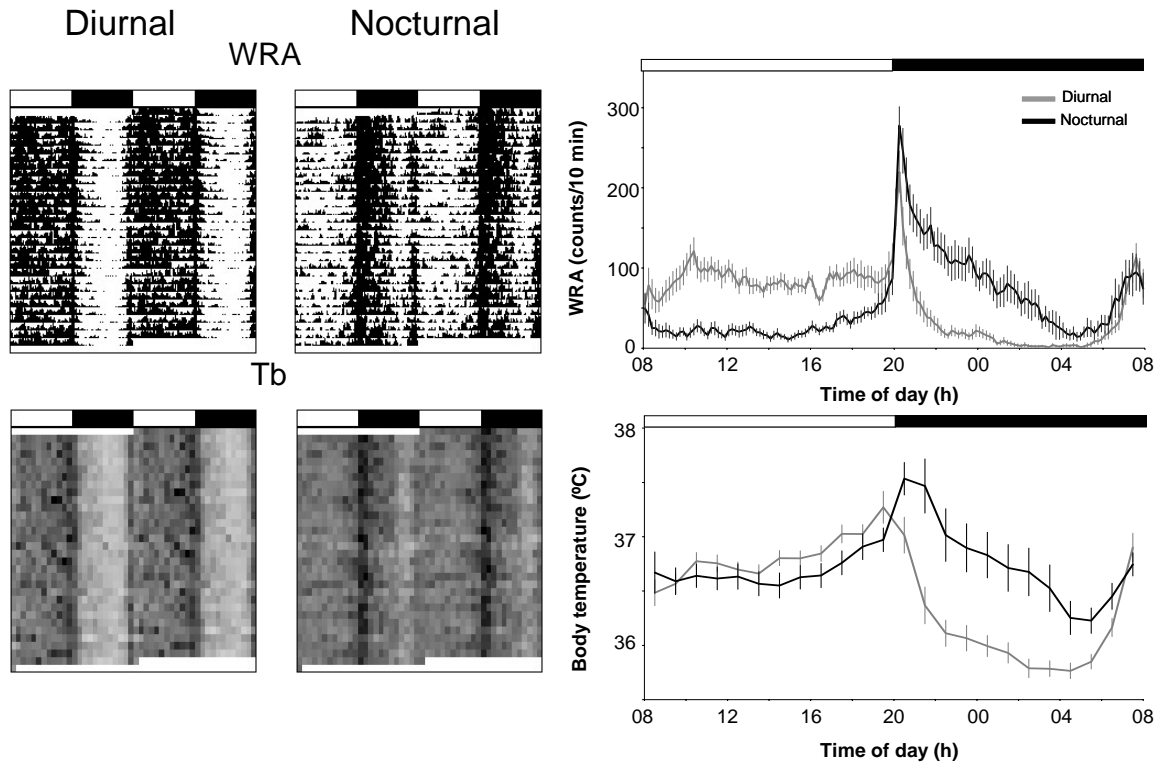 Diurnal Nocturnal
WRA
Tb
300
200
100
0
WRA (counts/10 min)
Diurnal
Nocturnal
08 12 16 20 00 04 08
Time of day (h)
38
37
36
Body temperature (ºC)
08 12 16 20 00 04 08
Time of day (h)